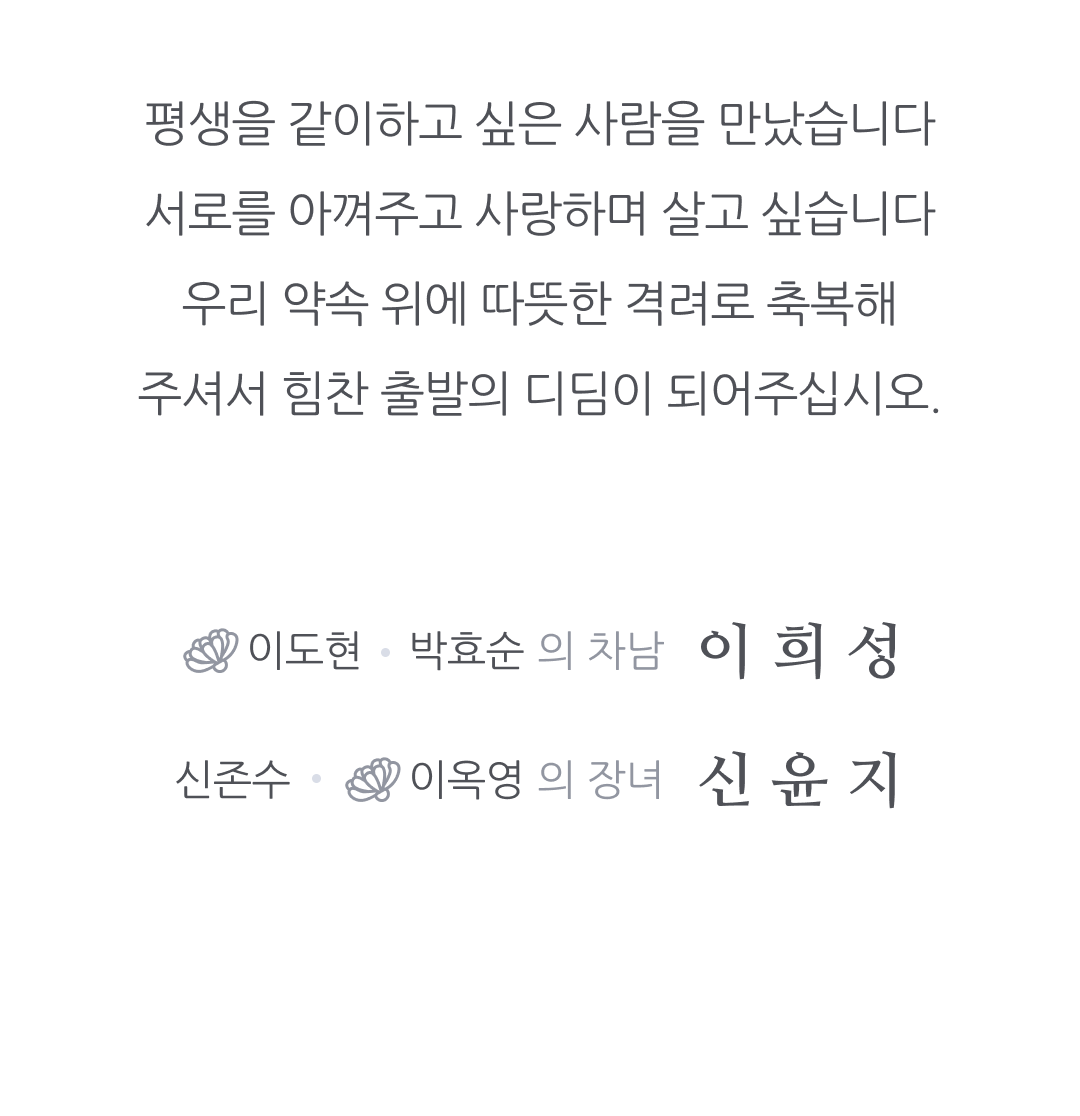 평생을 같이하고 싶은 사람을 만났습니다
서로를 아껴주고 사랑하며 살고 싶습니다
우리 약속 위에 따뜻한 격려로 축복해
주셔서 힘찬 출발의 디딤이 되어주십시오.
이도현 • 박효순 의 차남 이 희 성
신존수 • 이옥영 의 장녀 신 윤 지